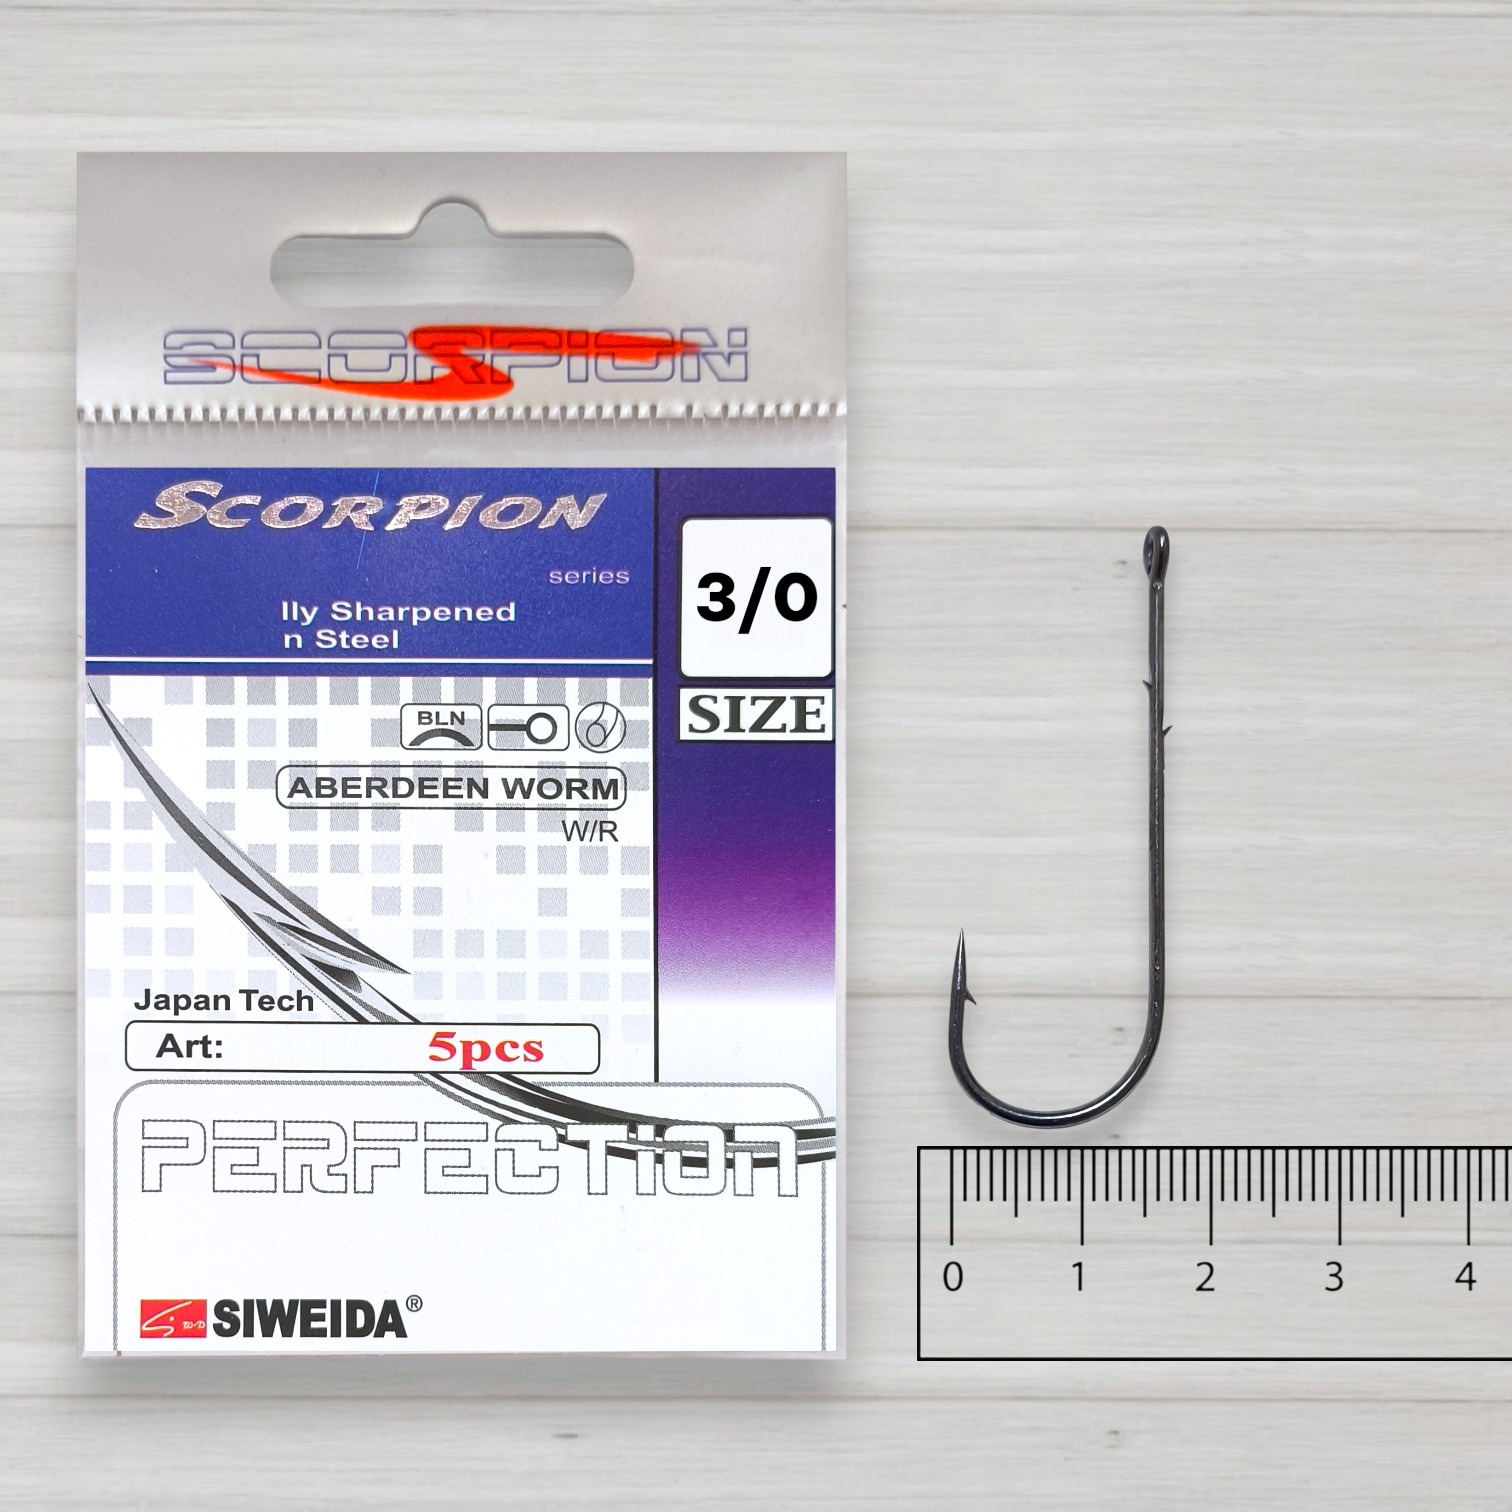 SCORPION
SCORPION
series
lly Sharpened
n Steel
3/0
SIZE
BLN
ABERDEEN WORM
W/R
Japan Tech
Art: 5pcs
PERFECTION
SIWEIDA®
0 1 2 3 4